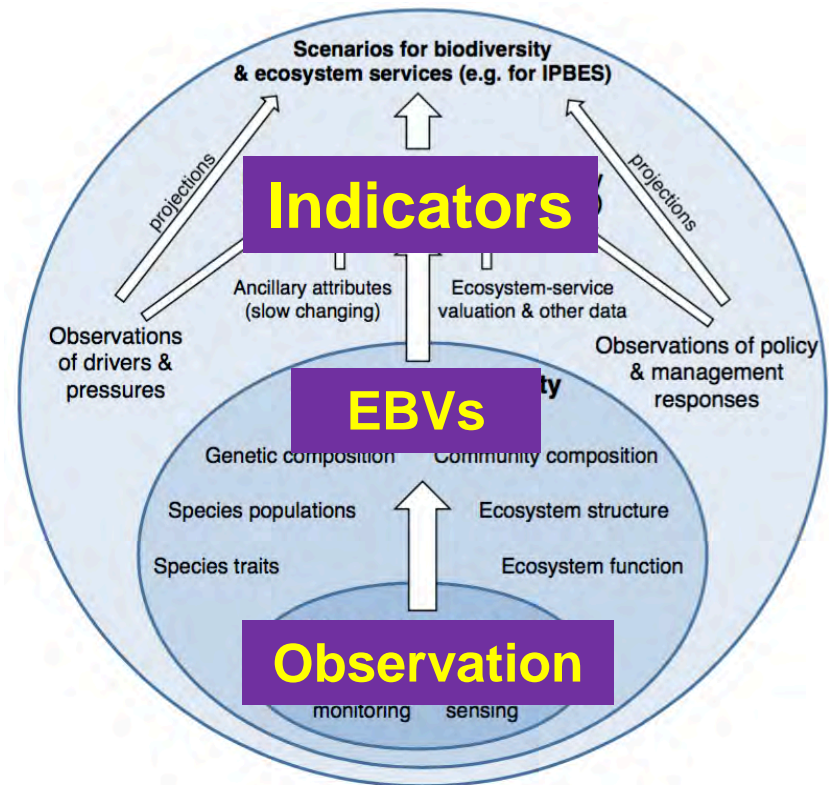 Scenarios for biodiversity
& ecosystem services (e.g. for IPBES)
projections
projections
Indicators
Ancillary attributes
(slow changing)
Ecosystem-service
valuation & other data
Observations
of drivers &
pressures
Observations of policy
& management
responses
EBVs
Genetic composition
Community composition
Species populations
Ecosystem structure
Species traits
Ecosystem function
Observation
monitoring
sensing